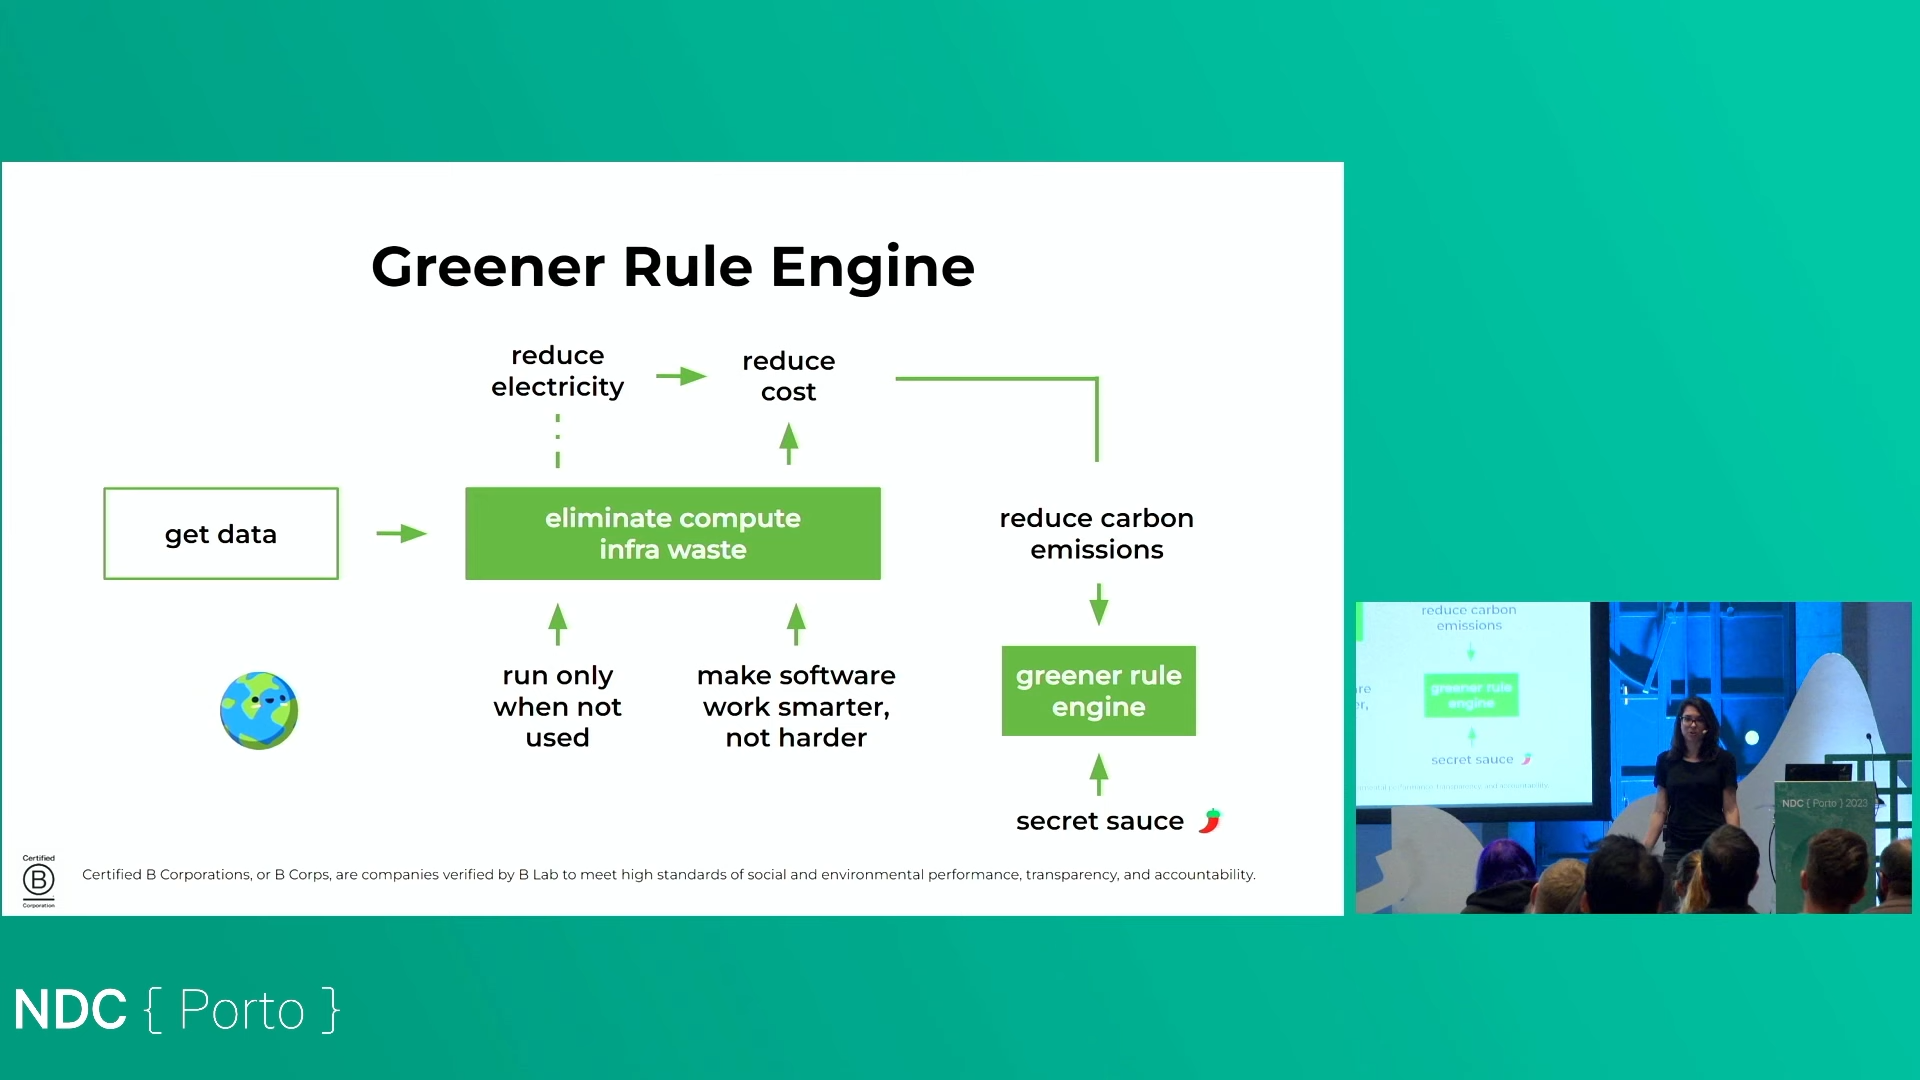 Greener Rule Engine
reduce
electricity
reduce
cost
get data
eliminate compute
infra waste
reduce carbon
emissions
run only
when not
used
make software
work smarter,
not harder
greener rule
engine
secret sauce
Certified
B
Corporation
Certified B Corporations, or B Corps, are companies verified by B Lab to meet high standards of social and environmental performance, transparency, and accountability.
reduce carbon
emissions
greener rule
engine
secret sauce
NDC { Porto } 2023
NDC { Porto }